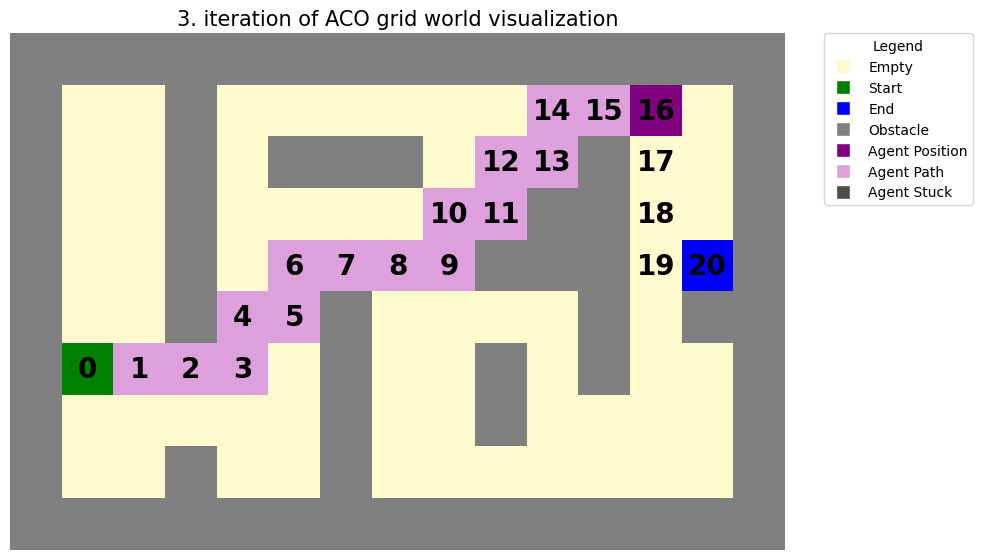 3. iteration of ACO grid world visualization
Legend
Empty
Start
End
Obstacle
Agent Position
Agent Path
Agent Stuck
14 15 16
12 13 17
10 11 18
6 7 8 9 19 20
4 5
0 1 2 3